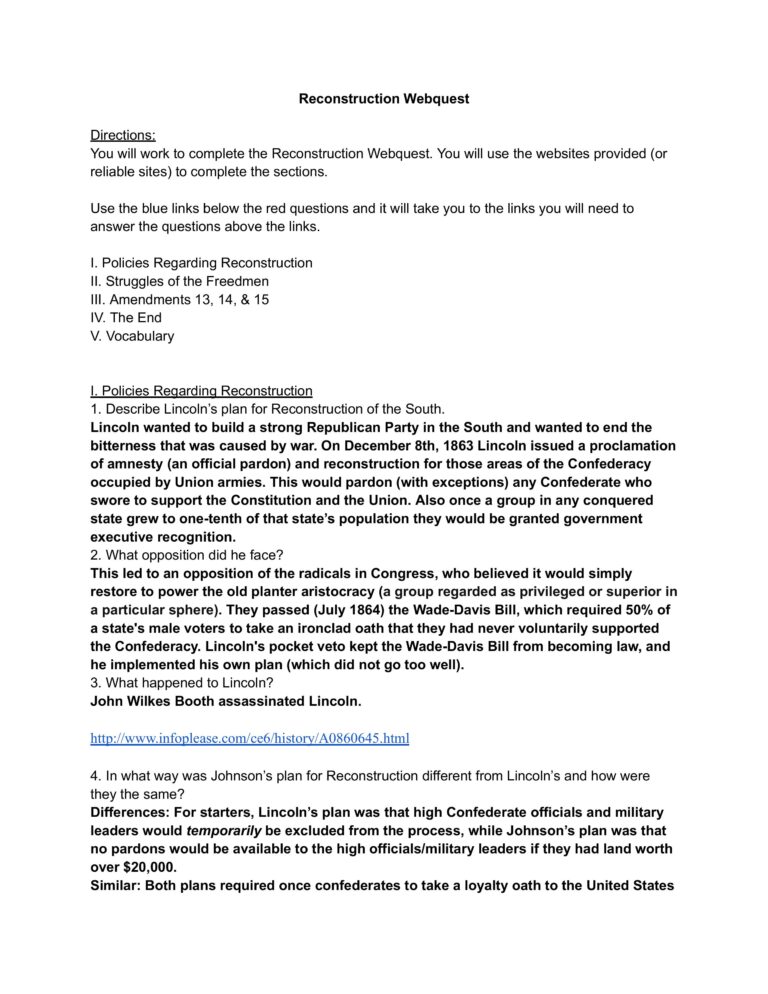 Reconstruction Webquest
Directions:
You will work to complete the Reconstruction Webquest. You will use the websites provided (or
reliable sites) to complete the sections.
Use the blue links below the red questions and it will take you to the links you will need to
answer the questions above the links.
I. Policies Regarding Reconstruction
II. Struggles of the Freedmen
III. Amendments 13, 14, & 15
IV. The End
V. Vocabulary
I. Policies Regarding Reconstruction
1. Describe Lincoln’s plan for Reconstruction of the South.
Lincoln wanted to build a strong Republican Party in the South and wanted to end the
bitterness that was caused by war. On December 8th, 1863 Lincoln issued a proclamation
of amnesty (an official pardon) and reconstruction for those areas of the Confederacy
occupied by Union armies. This would pardon (with exceptions) any Confederate who
swore to support the Constitution and the Union. Also once a group in any conquered
state grew to one-tenth of that state’s population they would be granted government
executive recognition.
2. What opposition did he face?
This led to an opposition of the radicals in Congress, who believed it would simply
restore to power the old planter aristocracy (a group regarded as privileged or superior in
a particular sphere). They passed (July 1864) the Wade-Davis Bill, which required 50% of
a state's male voters to take an ironclad oath that they had never voluntarily supported
the Confederacy. Lincoln's pocket veto kept the Wade-Davis Bill from becoming law, and
he implemented his own plan (which did not go too well).
3. What happened to Lincoln?
John Wilkes Booth assassinated Lincoln.
http://www.infoplease.com/ce6/history/A0860645.html
4. In what way was Johnson’s plan for Reconstruction different from Lincoln’s and how were
they the same?
Differences: For starters, Lincoln’s plan was that high Confederate officials and military
leaders would temporarily be excluded from the process, while Johnson’s plan was that
no pardons would be available to the high officials/military leaders if they had land worth
over $20,000.
Similar: Both plans required once confederates to take a loyalty oath to the United States